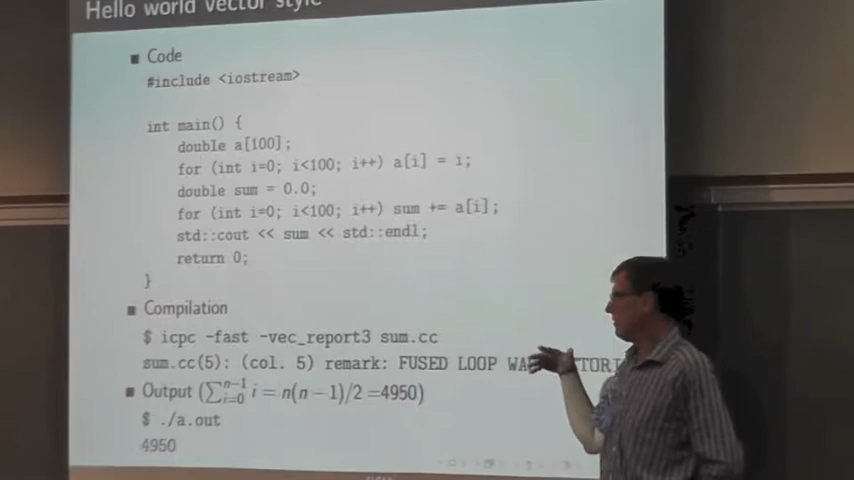 Hello world vector style
Code
#include <iostream>
int main() {
double a[100];
for (int i=0; i<100; i++) a[i] = i;
double sum = 0.0;
for (int i=0; i<100; i++) sum += a[i];
std::cout << sum << std::endl;
return 0;
}
Compilation
$ icpc -fast -vec_report3 sum.cc
sum.cc(5): (col. 5) remark: FUSED LOOP
Output (∑_{i=0}^{n−1} i = n(n − 1)/2 =4950)
$ ./a.out
4950